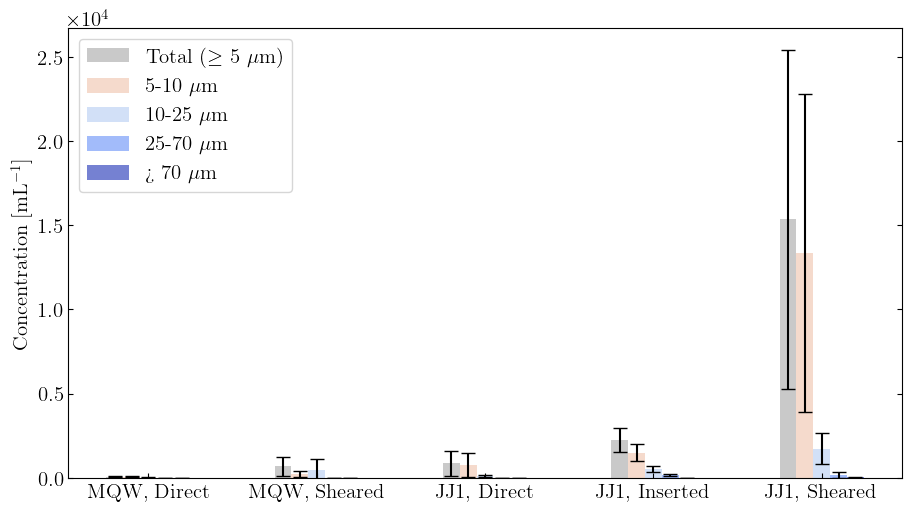 ×10⁴
2.5
2.0
1.5
1.0
0.5
0.0
Concentration [mL⁻¹]
Total (≥ 5 μm)
5-10 μm
10-25 μm
25-70 μm
> 70 μm
MQW, Direct
MQW, Sheared
JJ1, Direct
JJ1, Inserted
JJ1, Sheared